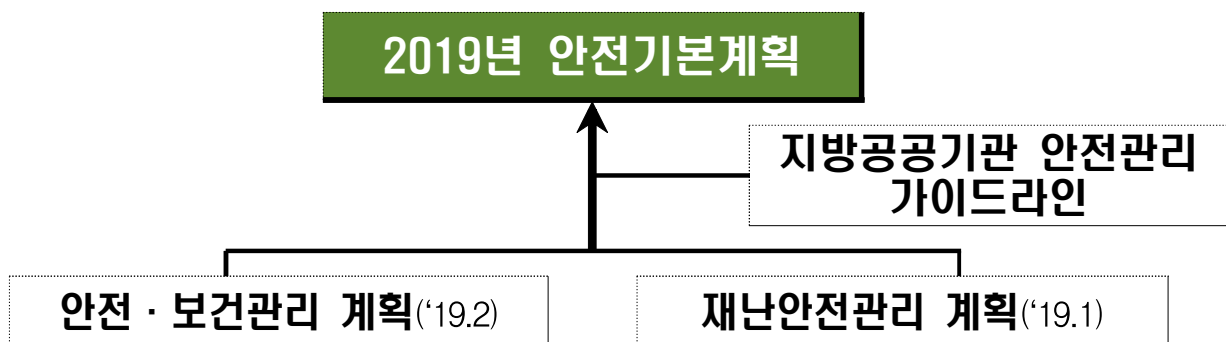 2019년 안전기본계획
지방공공기관 안전관리
가이드라인
안전 · 보건관리 계획(‘19.2)
재난안전관리 계획(‘19.1)